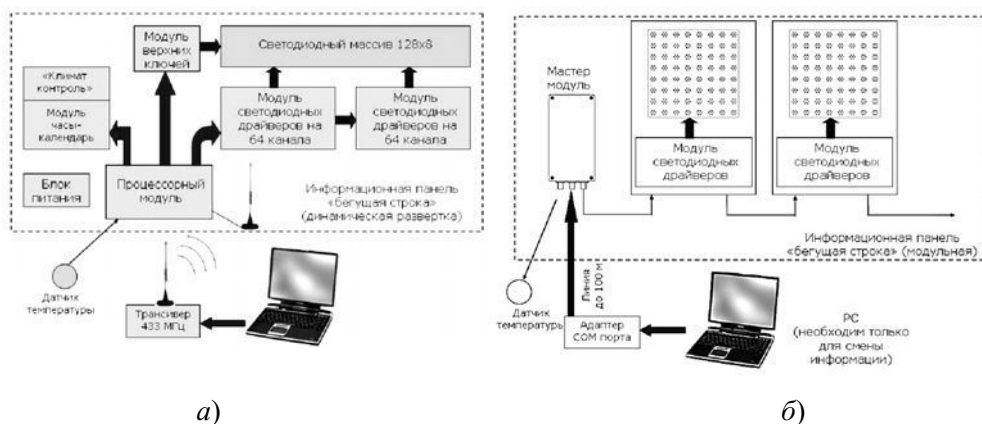 Модуль
верхних
ключей
Светодиодный массив 128x8
«Климат
контроль»
Модуль
часы-
календарь
Модуль
светодиодных
драйверов на
64 канала
Модуль
светодиодных
драйверов на
64 канала
Блок
питания
Процессорный
модуль
Информационная панель
«бегущая строка»
(динамическая развертка)
Датчик
температуры
Трансивер
433 МГц
а)
Мастер
модуль
Модуль
светодиодных
драйверов
Модуль
светодиодных
драйверов
Информационная панель
«бегущая строка» (модульная)
Линия
до 100 м
Датчик
температуры
Адаптер
COM порта
PC
(необходим только
для смены
информации)
б)